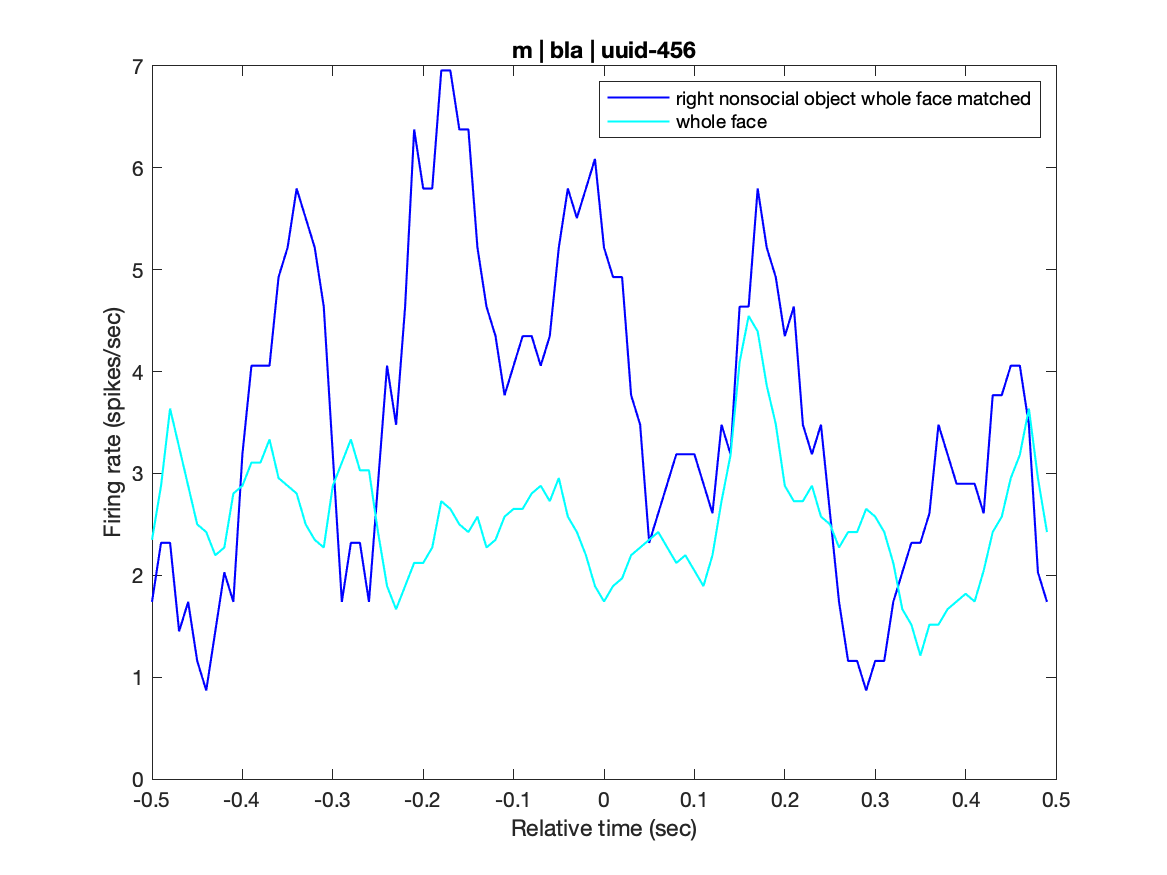 m | bla | uuid-456
right nonsocial object whole face matched
whole face
Firing rate (spikes/sec)
7
6
5
4
3
2
1
0
-0.5 -0.4 -0.3 -0.2 -0.1 0 0.1 0.2 0.3 0.4 0.5
Relative time (sec)